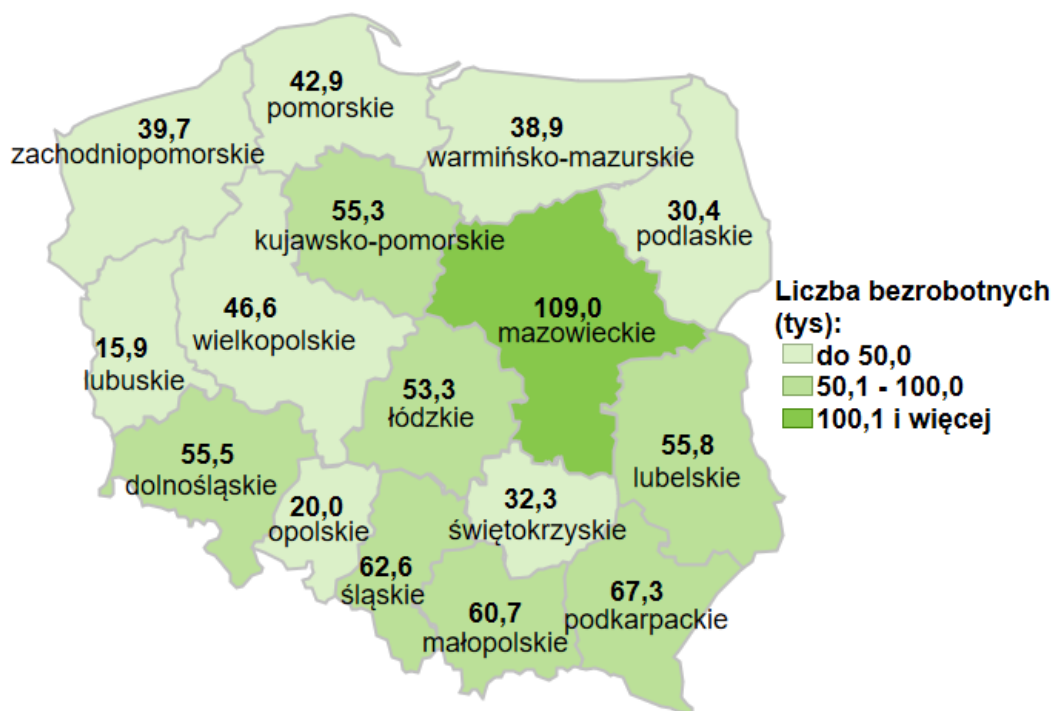 42,9
pomorskie
39,7
zachodniopomorskie
38,9
warmińsko-mazurskie
30,4
podlaskie
55,3
kujawsko-pomorskie
46,6
wielkopolskie
109,0
mazowieckie
15,9
lubuskie
53,3
łódzkie
55,5
dolnośląskie
55,8
lubelskie
20,0
opolskie
32,3
świętokrzyskie
62,6
śląskie
60,7
małopolskie
67,3
podkarpackie
Liczba bezrobotnych
(tys):
do 50,0
50,1 - 100,0
100,1 i więcej